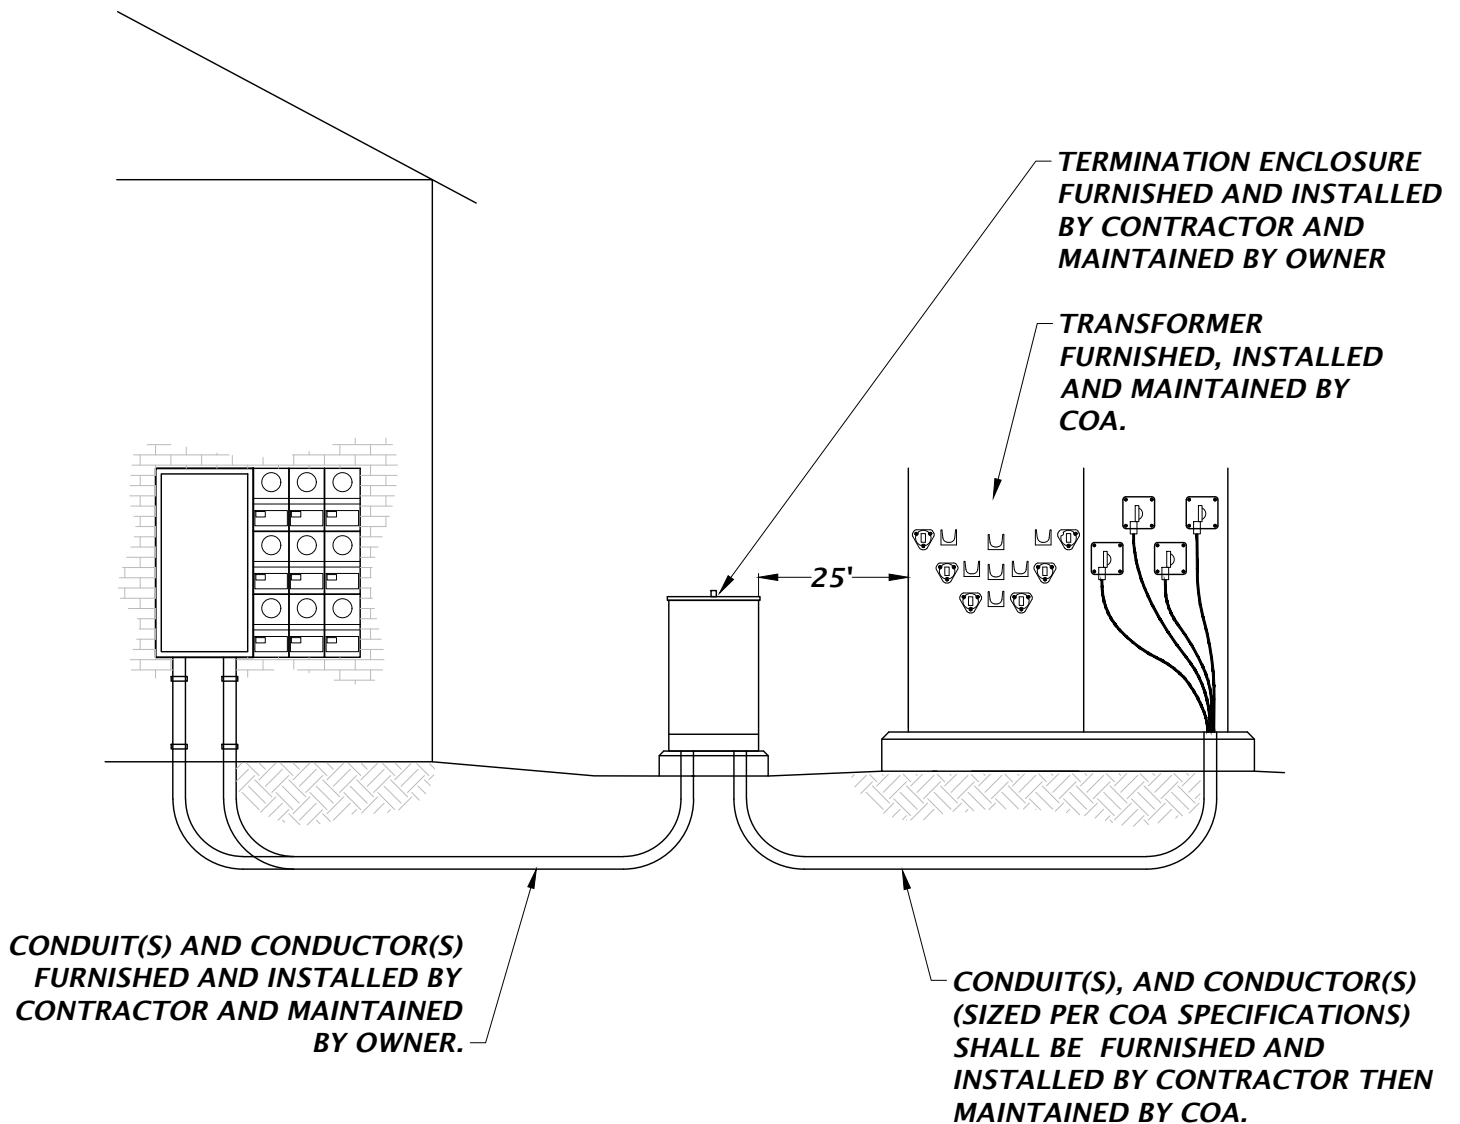 TERMINATION ENCLOSURE
FURNISHED AND INSTALLED
BY CONTRACTOR AND
MAINTAINED BY OWNER
TRANSFORMER
FURNISHED, INSTALLED
AND MAINTAINED BY
COA.
25'
CONDUIT(S) AND CONDUCTOR(S)
FURNISHED AND INSTALLED BY
CONTRACTOR AND MAINTAINED
BY OWNER.
CONDUIT(S), AND CONDUCTOR(S)
(SIZED PER COA SPECIFICATIONS)
SHALL BE  FURNISHED AND
INSTALLED BY CONTRACTOR THEN
MAINTAINED BY COA.